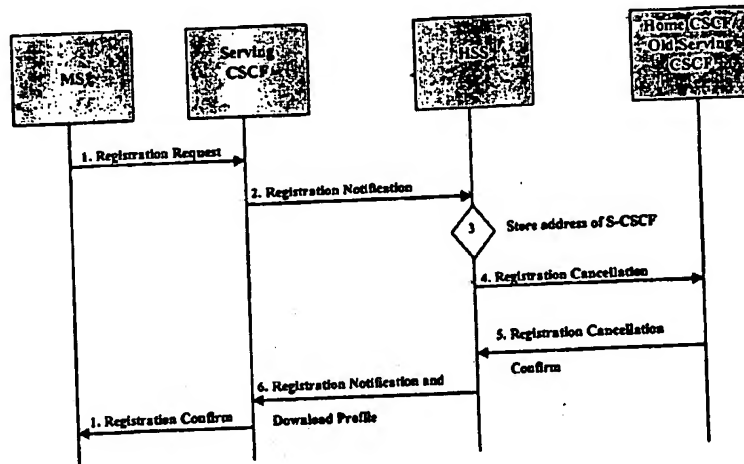 MS
Serving
CSCF
HSS
Home CSCF/
Old Serving
CSCF
1. Registration Request
2. Registration Notification
3
Store address of S-CSCF
4. Registration Cancellation
5. Registration Cancellation
Confirm
6. Registration Notification and
Download Profile
1. Registration Confirm